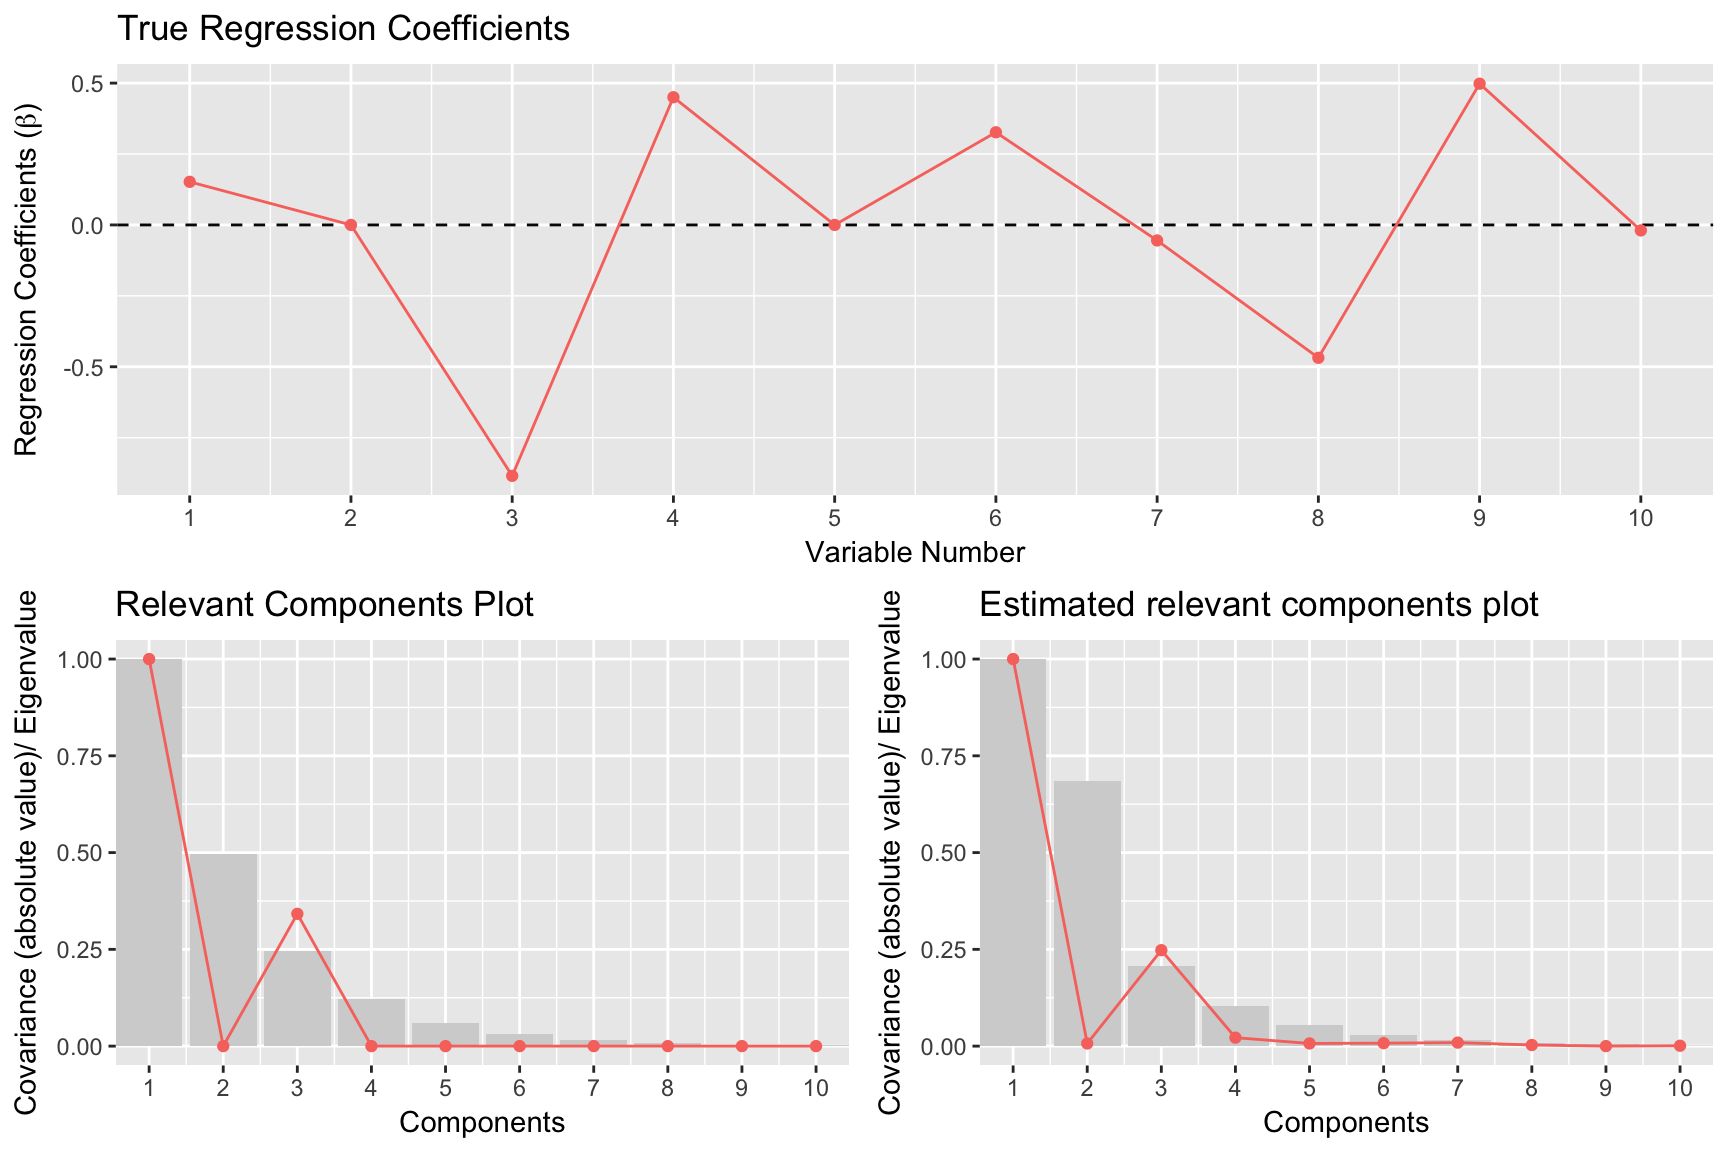 True Regression Coefficients
Regression Coefficients (β)
0.5
0.0
-0.5
1 2 3 4 5 6 7 8 9 10
Variable Number
Relevant Components Plot
Covariance (absolute value)/ Eigenvalue
1.00
0.75
0.50
0.25
0.00
1 2 3 4 5 6 7 8 9 10
Components
Estimated relevant components plot
Covariance (absolute value)/ Eigenvalue
1.00
0.75
0.50
0.25
0.00
1 2 3 4 5 6 7 8 9 10
Components